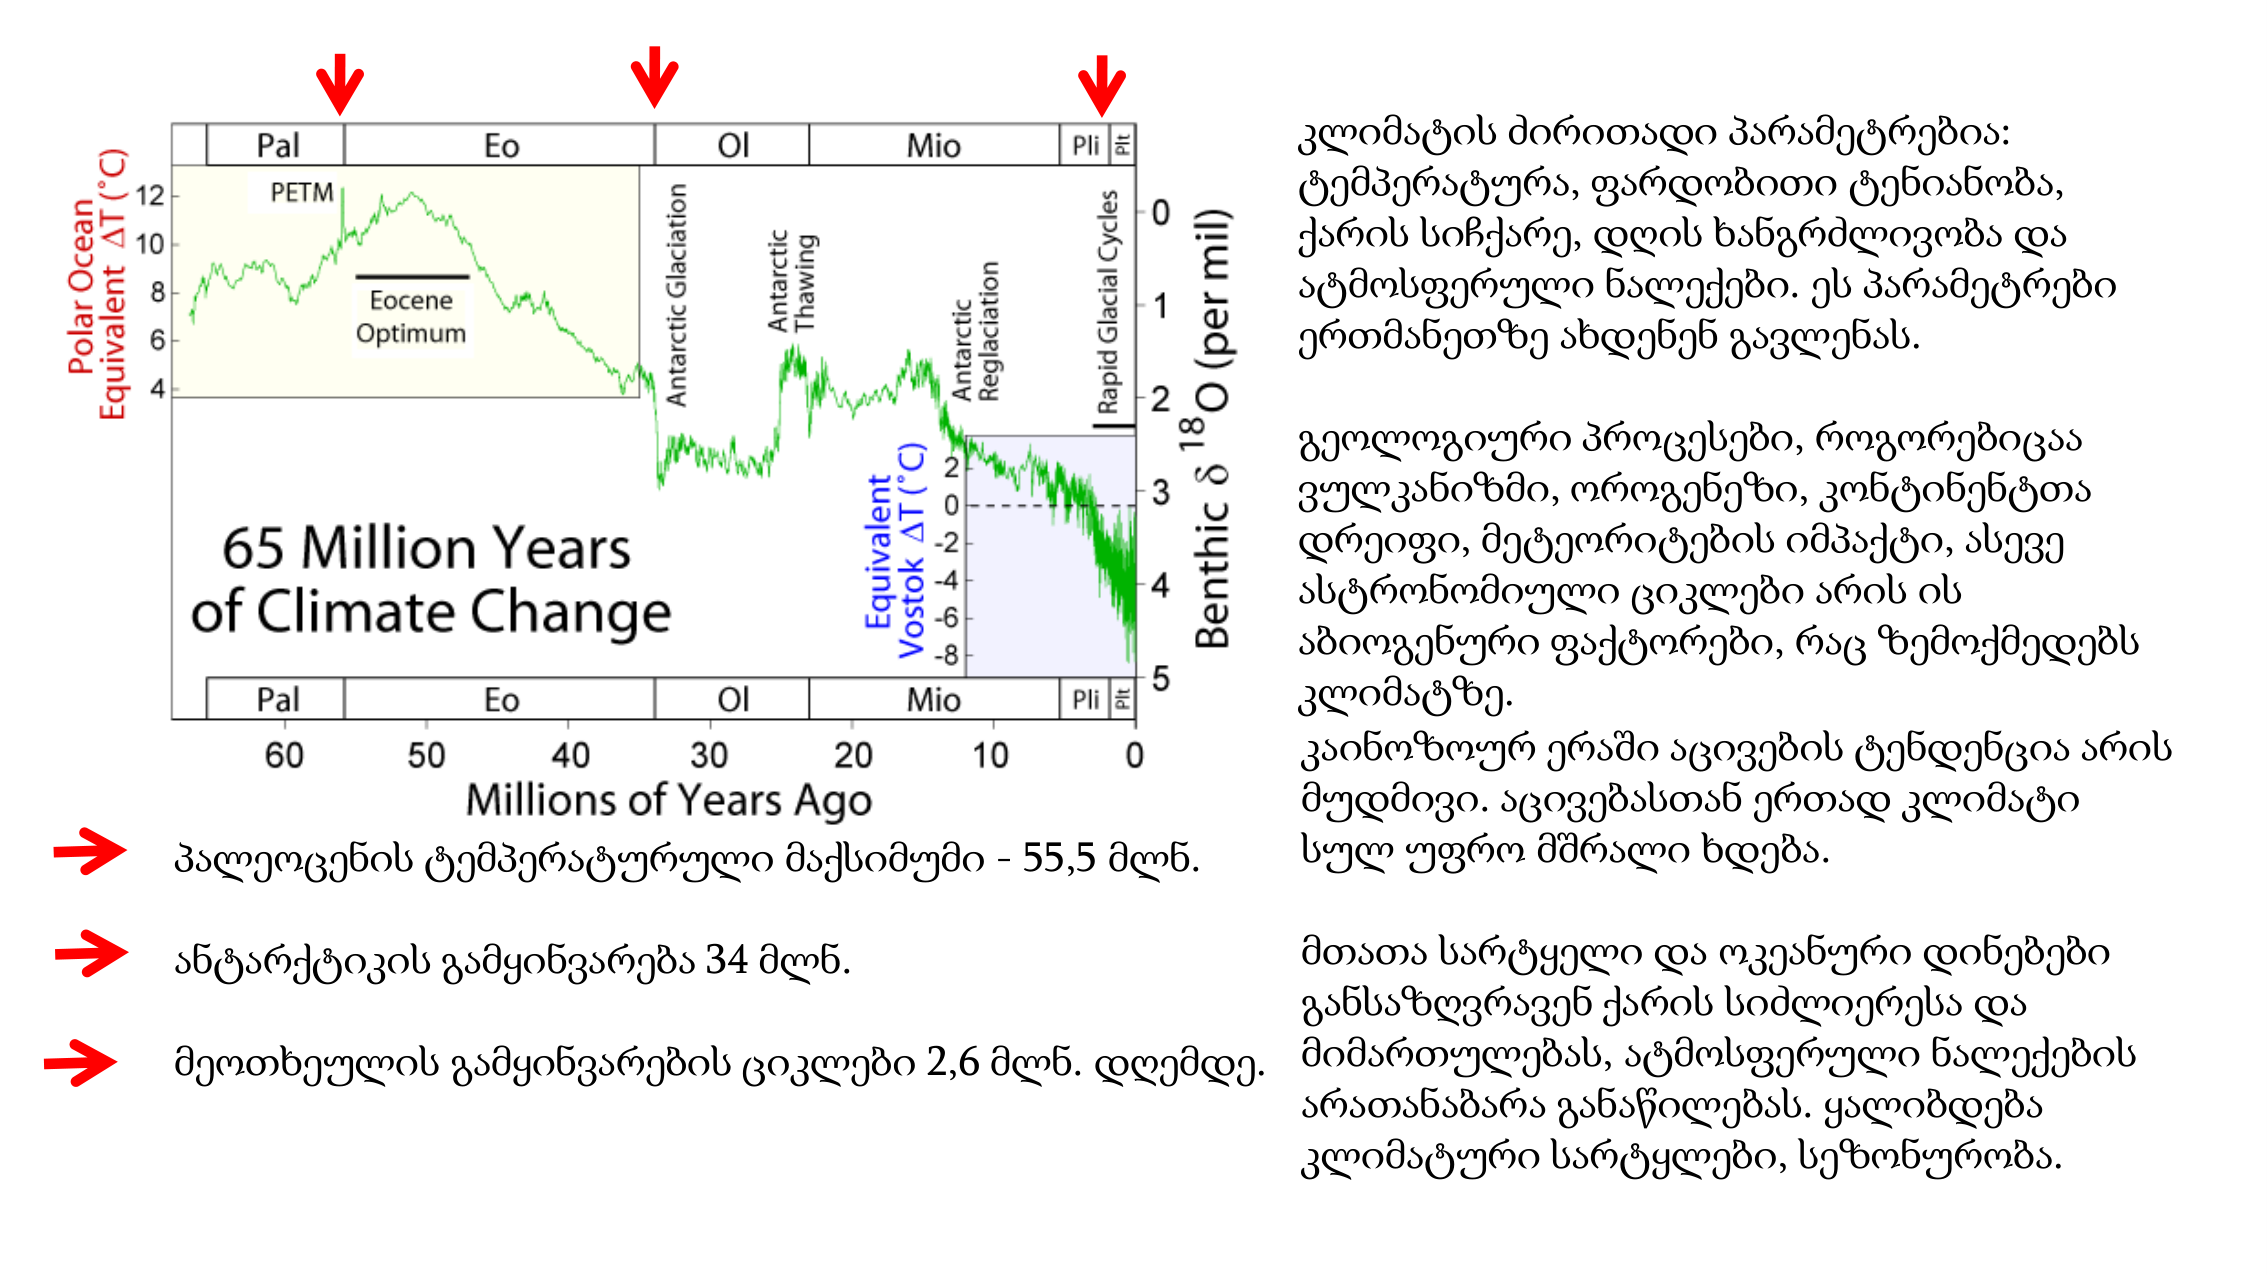 Pal Eo Ol Mio Pli Plt
Polar Ocean
Equivalent ΔT (°C)
12
10
8
6
4
PETM
Eocene
Optimum
Antarctic Glaciation
Antarctic
Thawing
Antarctic
Reglaciation
Rapid Glacial Cycles
0
1
2
3
4
5
Benthic δ 18O (per mil)
Equivalent
Vostok ΔT (°C)
2
0
-2
-4
-6
-8
65 Million Years
of Climate Change
Pal Eo Ol Mio Pli Plt
60 50 40 30 20 10 0
Millions of Years Ago
პალეოცენის ტემპერატურული მაქსიმუმი - 55,5 მლნ.
ანტარქტიკის გამყინვარება 34 მლნ.
მეოთხეულის გამყინვარების ციკლები 2,6 მლნ. დღემდე.
კლიმატის ძირითადი პარამეტრებია:
ტემპერატურა, ფარდობითი ტენიანობა,
ქარის სიჩქარე, დღის ხანგრძლივობა და
ატმოსფერული ნალექები. ეს პარამეტრები
ერთმანეთზე ახდენენ გავლენას.
გეოლოგიური პროცესები, როგორებიცაა
ვულკანიზმი, oროგენეზი, კონტინენტთა
დრეიფი, მეტეორიტების იმპაქტი, ასევე
ასტრონომიული ციკლები არის ის
აბიოგენური ფაქტორები, რაც ზემოქმედებს
კლიმატზე.
კაინოზოურ ერაში აცივების ტენდენცია არის
მუდმივი. აცივებასთან ერთად კლიმატი
სულ უფრო მშრალი ხდება.
მთათა სარტყელი და ოკეანური დინებები
განსაზღვრავენ ქარის სიძლიერესა და
მიმართულებას, ატმოსფერული ნალექების
არათანაბარა განაწილებას. ყალიბდება
კლიმატური სარტყლები, სეზონურობა.